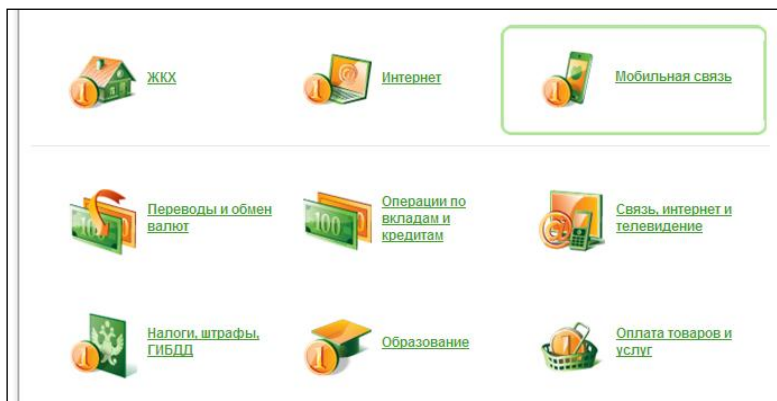 ЖКХ
Интернет
Мобильная связь
Переводы и обмен
валют
Операции по
вкладам и
кредитам
Связь, интернет и
телевидение
Налоги, штрафы,
ГИБДД
Образование
Оплата товаров и
услуг